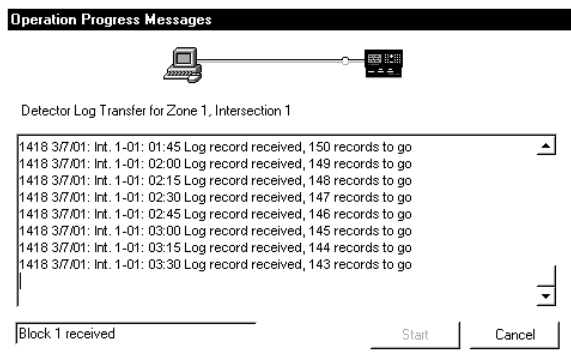 Operation Progress Messages
Detector Log Transfer for Zone 1, Intersection 1
1418 3/7/01: Int. 1-01: 01:45 Log record received, 150 records to go
1418 3/7/01: Int. 1-01: 02:00 Log record received, 149 records to go
1418 3/7/01: Int. 1-01: 02:15 Log record received, 148 records to go
1418 3/7/01: Int. 1-01: 02:30 Log record received, 147 records to go
1418 3/7/01: Int. 1-01: 02:45 Log record received, 146 records to go
1418 3/7/01: Int. 1-01: 03:00 Log record received, 145 records to go
1418 3/7/01: Int. 1-01: 03:15 Log record received, 144 records to go
1418 3/7/01: Int. 1-01: 03:30 Log record received, 143 records to go
Block 1 received
Start
Cancel